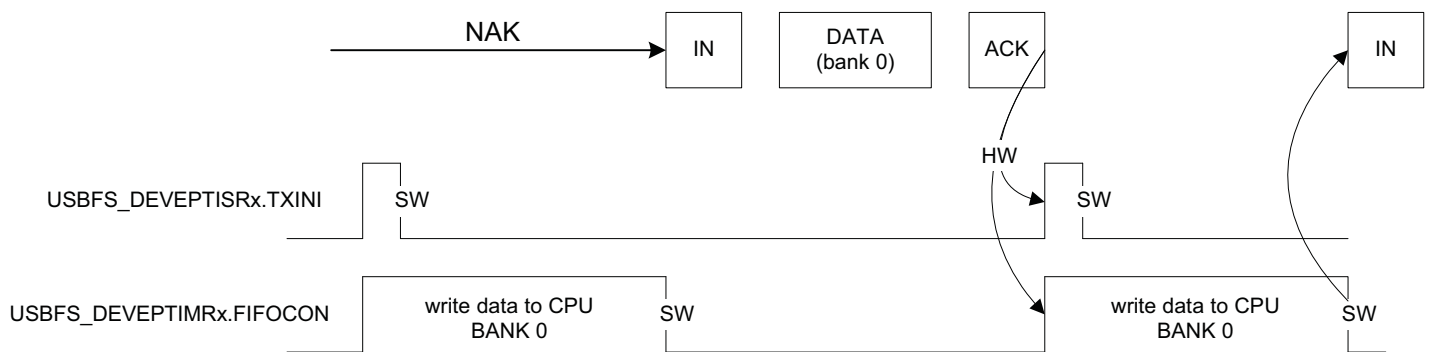 NAK
IN
DATA
(bank 0)
ACK
IN
HW
USBFS_DEVEPTISRx.TXINI
SW
SW
USBFS_DEVEPTIMRx.FIFOCON
write data to CPU
BANK 0
SW
write data to CPU
BANK 0
SW